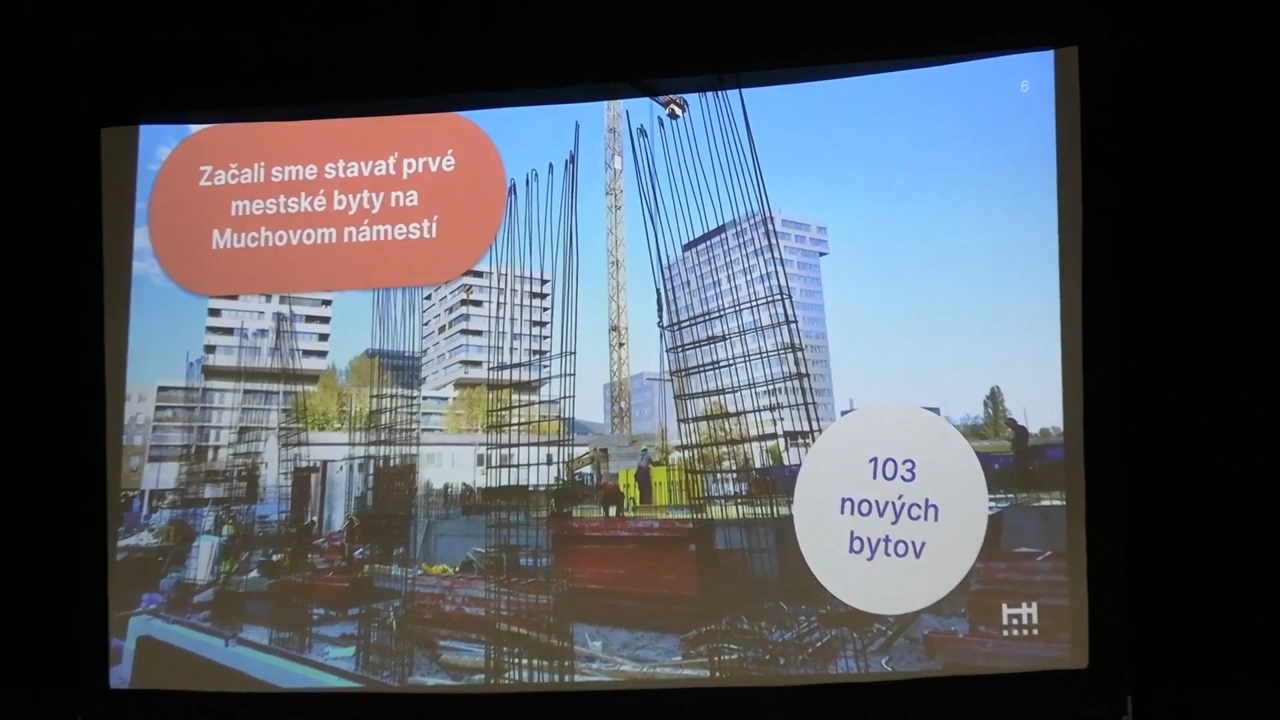 6
Začali sme stavať prvé
mestské byty na
Muchovom námestí
103
nových
bytov